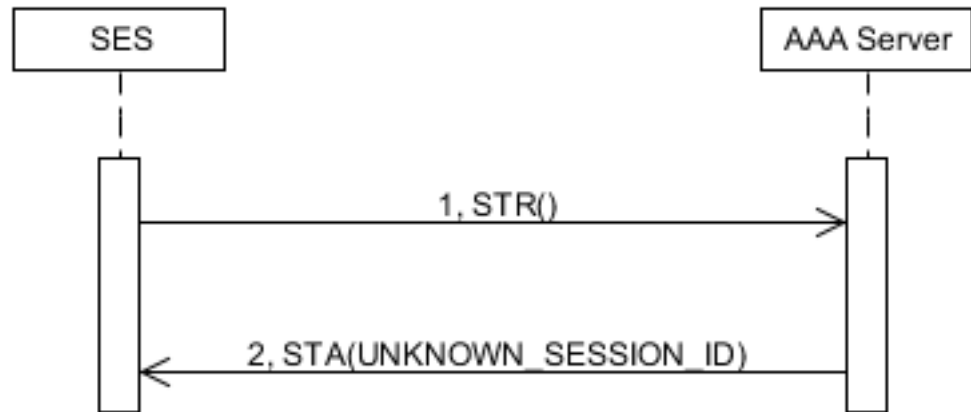 SES
AAA Server
1, STR()
2, STA(UNKNOWN_SESSION_ID)